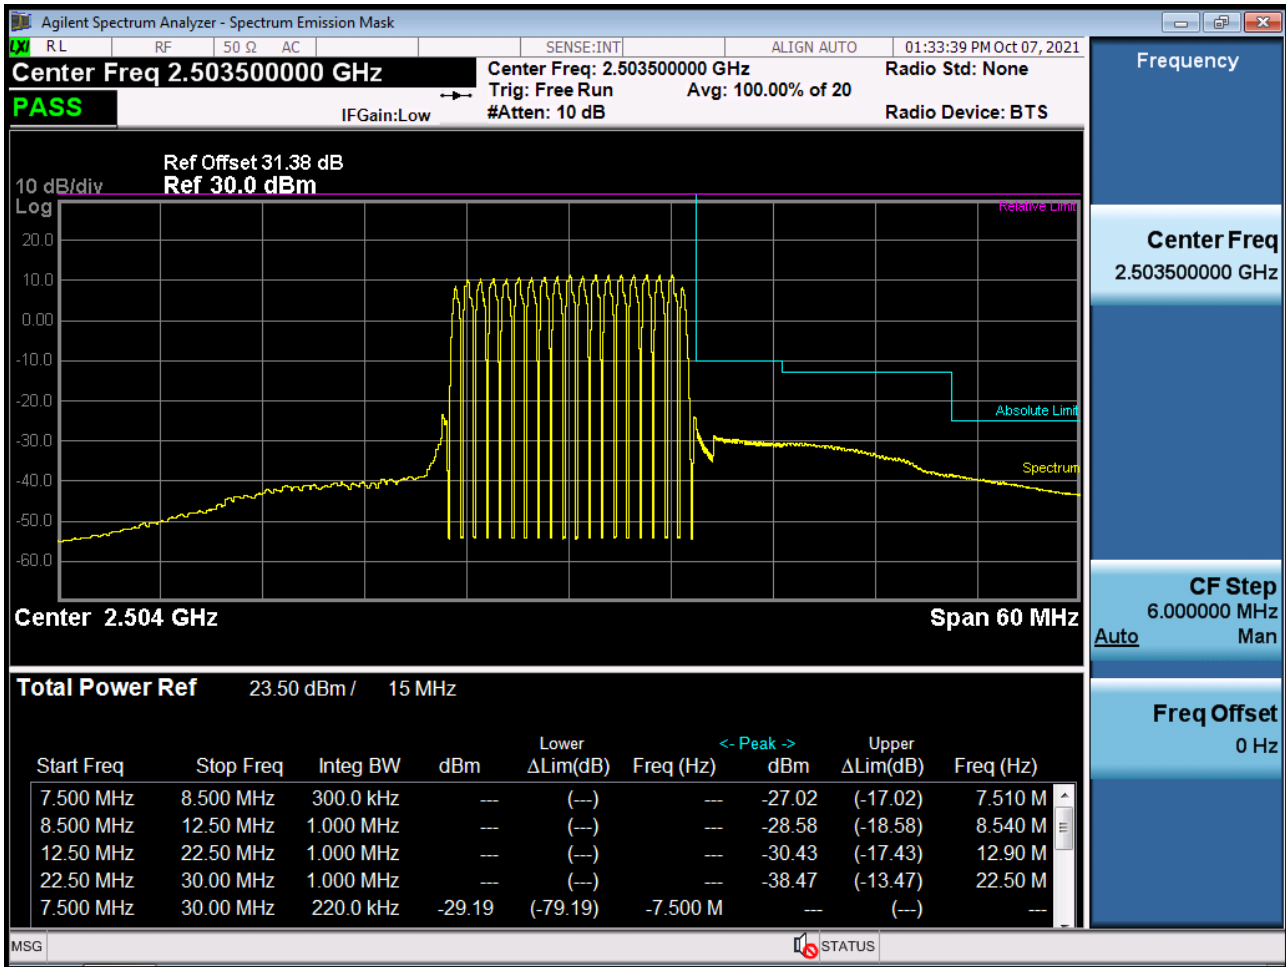 Agilent Spectrum Analyzer - Spectrum Emission Mask
LXI RL RF 50 Ω AC SENSE:INT ALIGN AUTO 01:33:39 PM Oct 07, 2021
Center Freq 2.503500000 GHz
Center Freq: 2.503500000 GHz
Radio Std: None
Trig: Free Run
Avg: 100.00% of 20
PASS
IFGain:Low
#Atten: 10 dB
Radio Device: BTS
Ref Offset 31.38 dB
10 dB/div Ref 30.0 dBm
Log
Relative Limit
20.0
10.0
0.00
-10.0
-20.0
Absolute Limit
-30.0
Spectrum
-40.0
-50.0
-60.0
Center 2.504 GHz Span 60 MHz
Total Power Ref 23.50 dBm / 15 MHz
Lower <- Peak -> Upper
Start Freq Stop Freq Integ BW dBm ΔLim(dB) Freq (Hz) dBm ΔLim(dB) Freq (Hz)
7.500 MHz 8.500 MHz 300.0 kHz --- (---) --- -27.02 (-17.02) 7.510 M
8.500 MHz 12.50 MHz 1.000 MHz --- (---) --- -28.58 (-18.58) 8.540 M
12.50 MHz 22.50 MHz 1.000 MHz --- (---) --- -30.43 (-17.43) 12.90 M
22.50 MHz 30.00 MHz 1.000 MHz --- (---) --- -38.47 (-13.47) 22.50 M
7.500 MHz 30.00 MHz 220.0 kHz -29.19 (-79.19) -7.500 M --- (---) ---
MSG STATUS
Frequency
Center Freq
2.503500000 GHz
CF Step
6.000000 MHz
Auto Man
Freq Offset
0 Hz